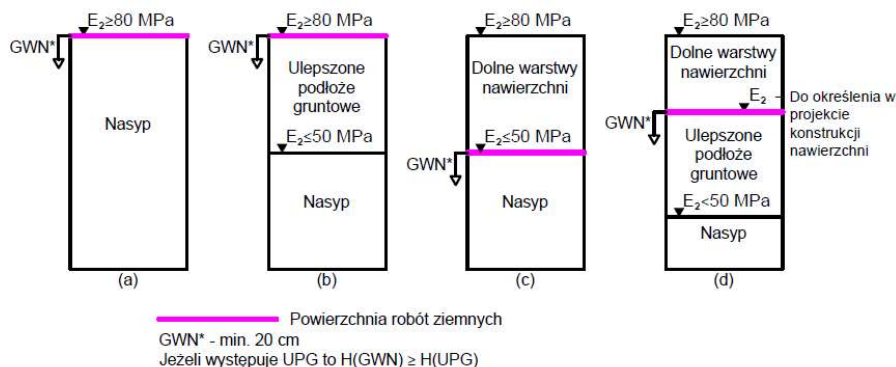 E₂≥80 MPa
GWN*
Nasyp
(a)
E₂≥80 MPa
GWN*
Ulepszone
podłoże
gruntowe
E₂≤50 MPa
Nasyp
(b)
E₂≥80 MPa
Dolne warstwy
nawierzchni
E₂≤50 MPa
GWN*
Nasyp
(c)
E₂≥80 MPa
Dolne warstwy
nawierzchni
E₂ – Do określenia w
projekcie
konstrukcji
nawierzchni
GWN*
Ulepszone
podłoże
gruntowe
E₂<50 MPa
Nasyp
(d)
Powierzchnia robót ziemnych
GWN* - min. 20 cm
Jeżeli występuje UPG to H(GWN) ≥ H(UPG)